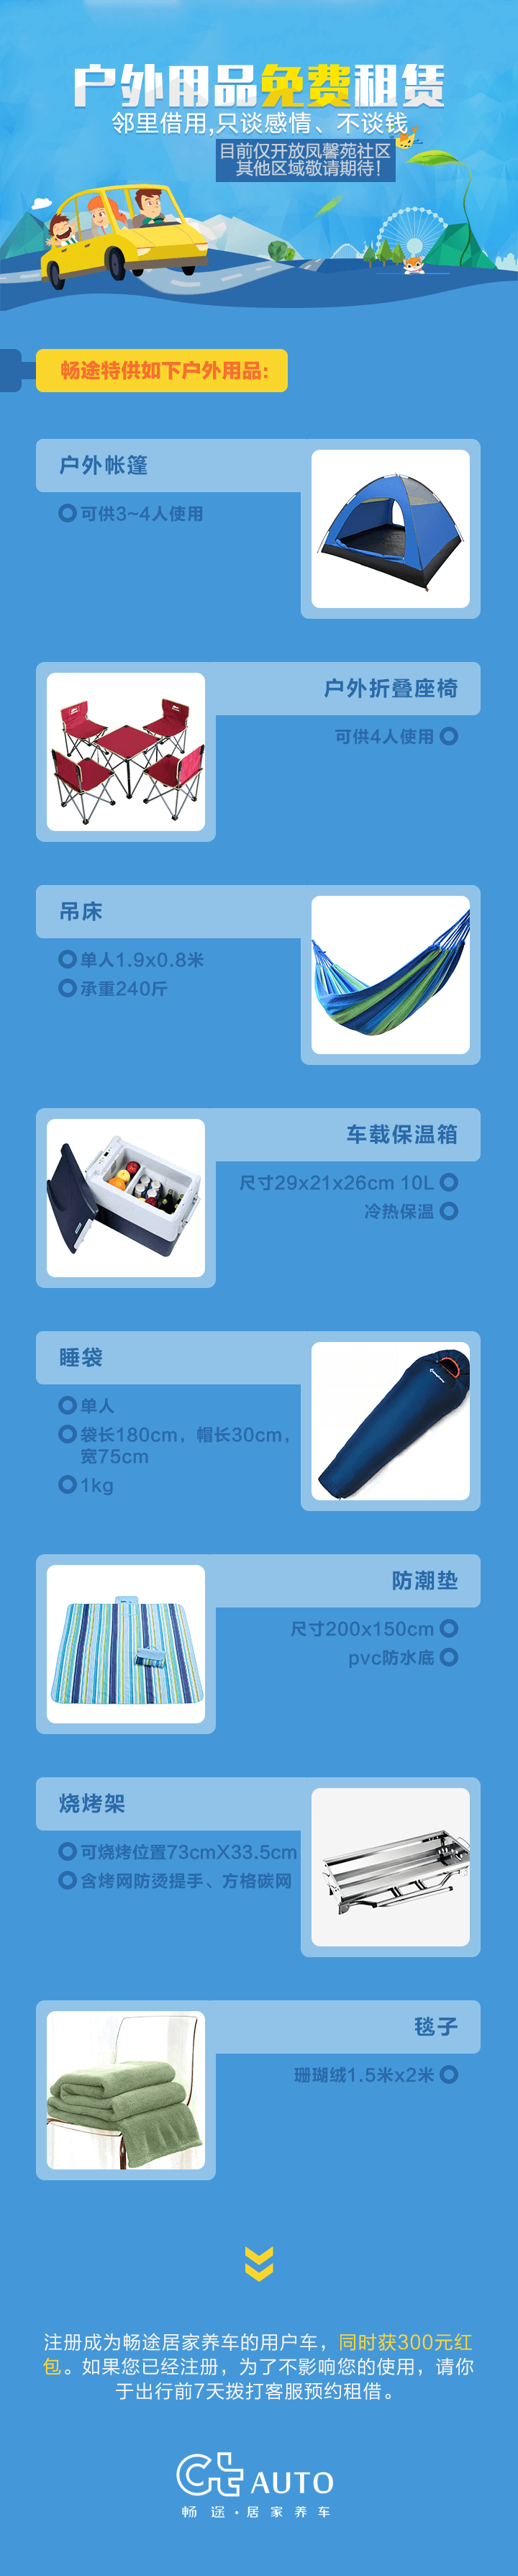 户外用品免费租赁
邻里借用,只谈感情、不谈钱
目前仅开放凤馨苑社区
其他区域敬请期待!
畅途特供如下户外用品:
户外帐篷
可供3~4人使用
户外折叠座椅
可供4人使用
吊床
单人1.9x0.8米
承重240斤
车载保温箱
尺寸29x21x26cm 10L
冷热保温
睡袋
单人
袋长180cm，帽长30cm，
宽75cm
1kg
防潮垫
尺寸200x150cm
pvc防水底
烧烤架
可烧烤位置73cmX33.5cm
含烤网防烫提手、方格碳网
毯子
珊瑚绒1.5米x2米
注册成为畅途居家养车的用户车，同时获300元红
包。如果您已经注册，为了不影响您的使用，请你
于出行前7天拨打客服预约租借。
Ct AUTO
畅途·居家养车